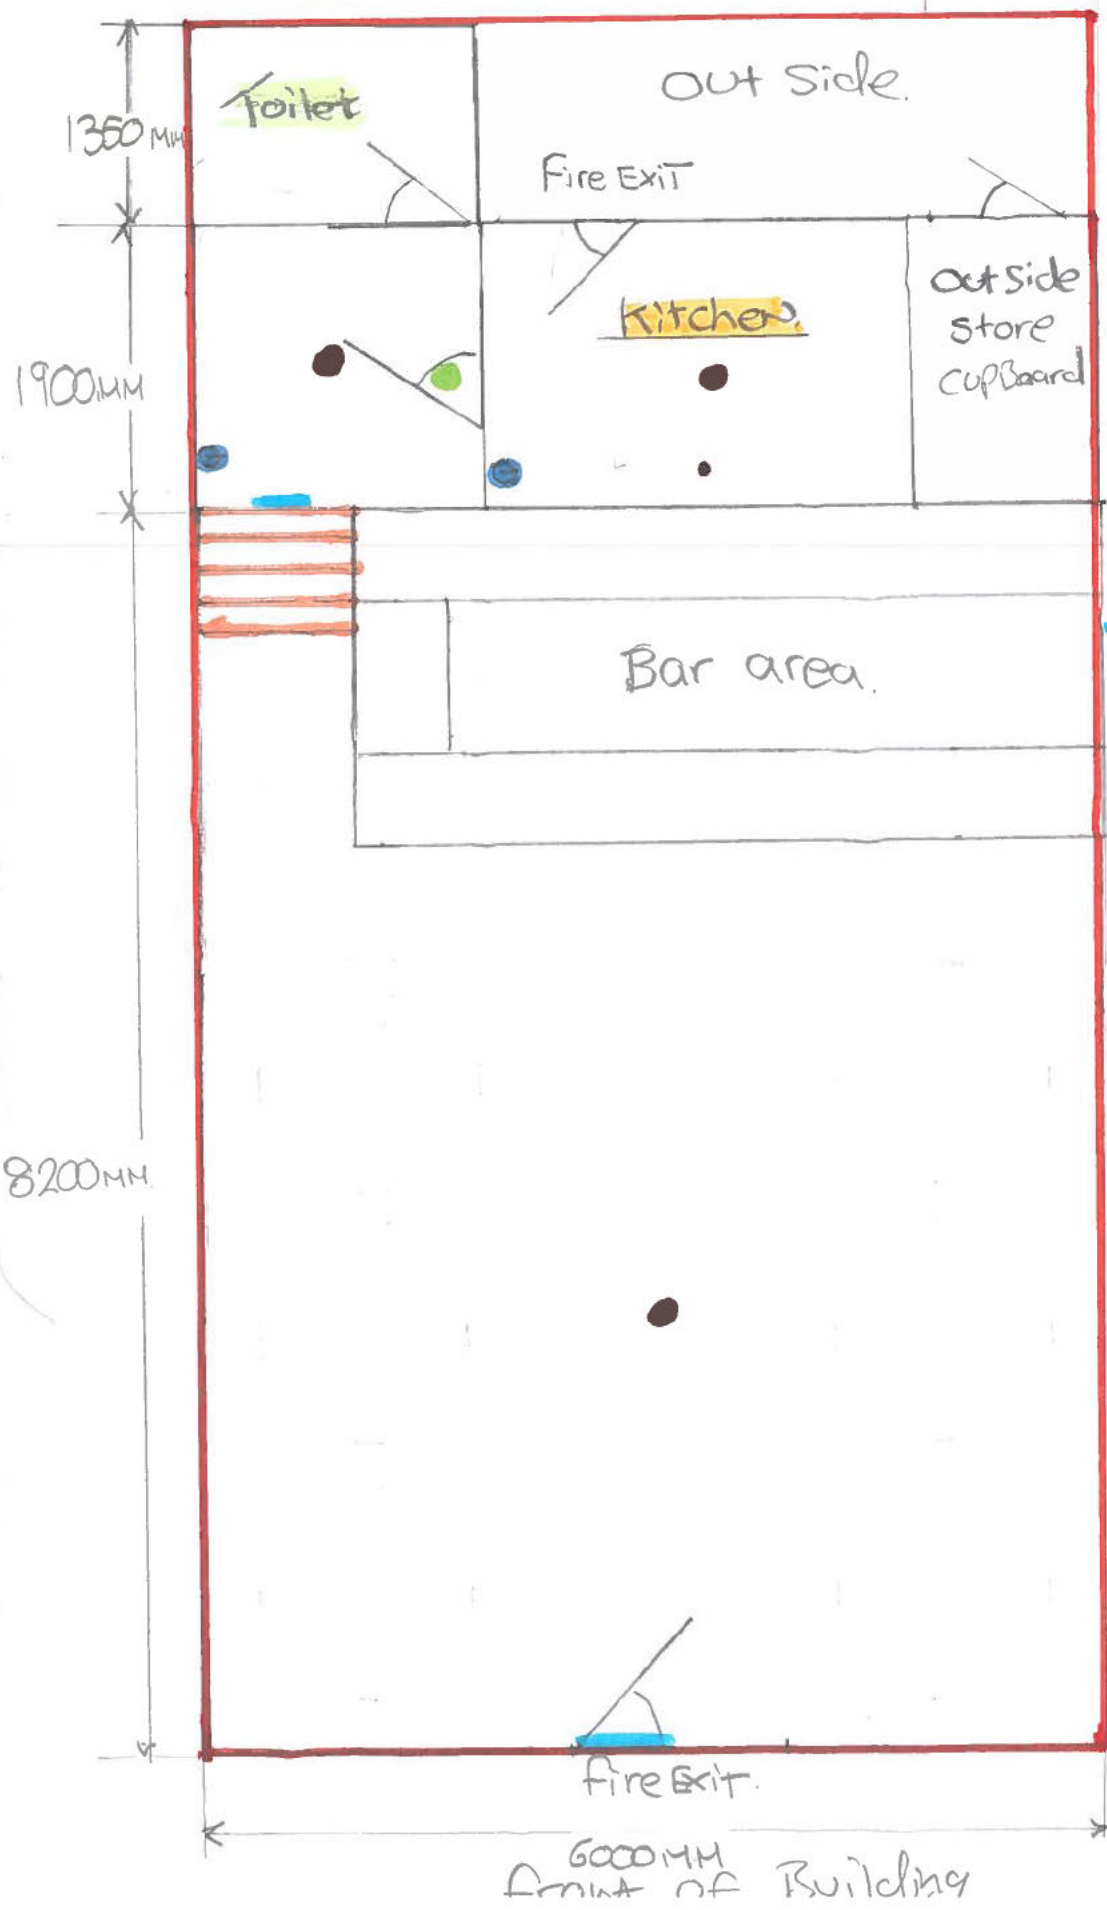 Toilet
Out Side.
1350 MM
Fire Exit
Kitchen.
Out Side
Store
CupBoard
1900MM
Bar area.
8200MM
fire Exit.
6000MM
front of Building